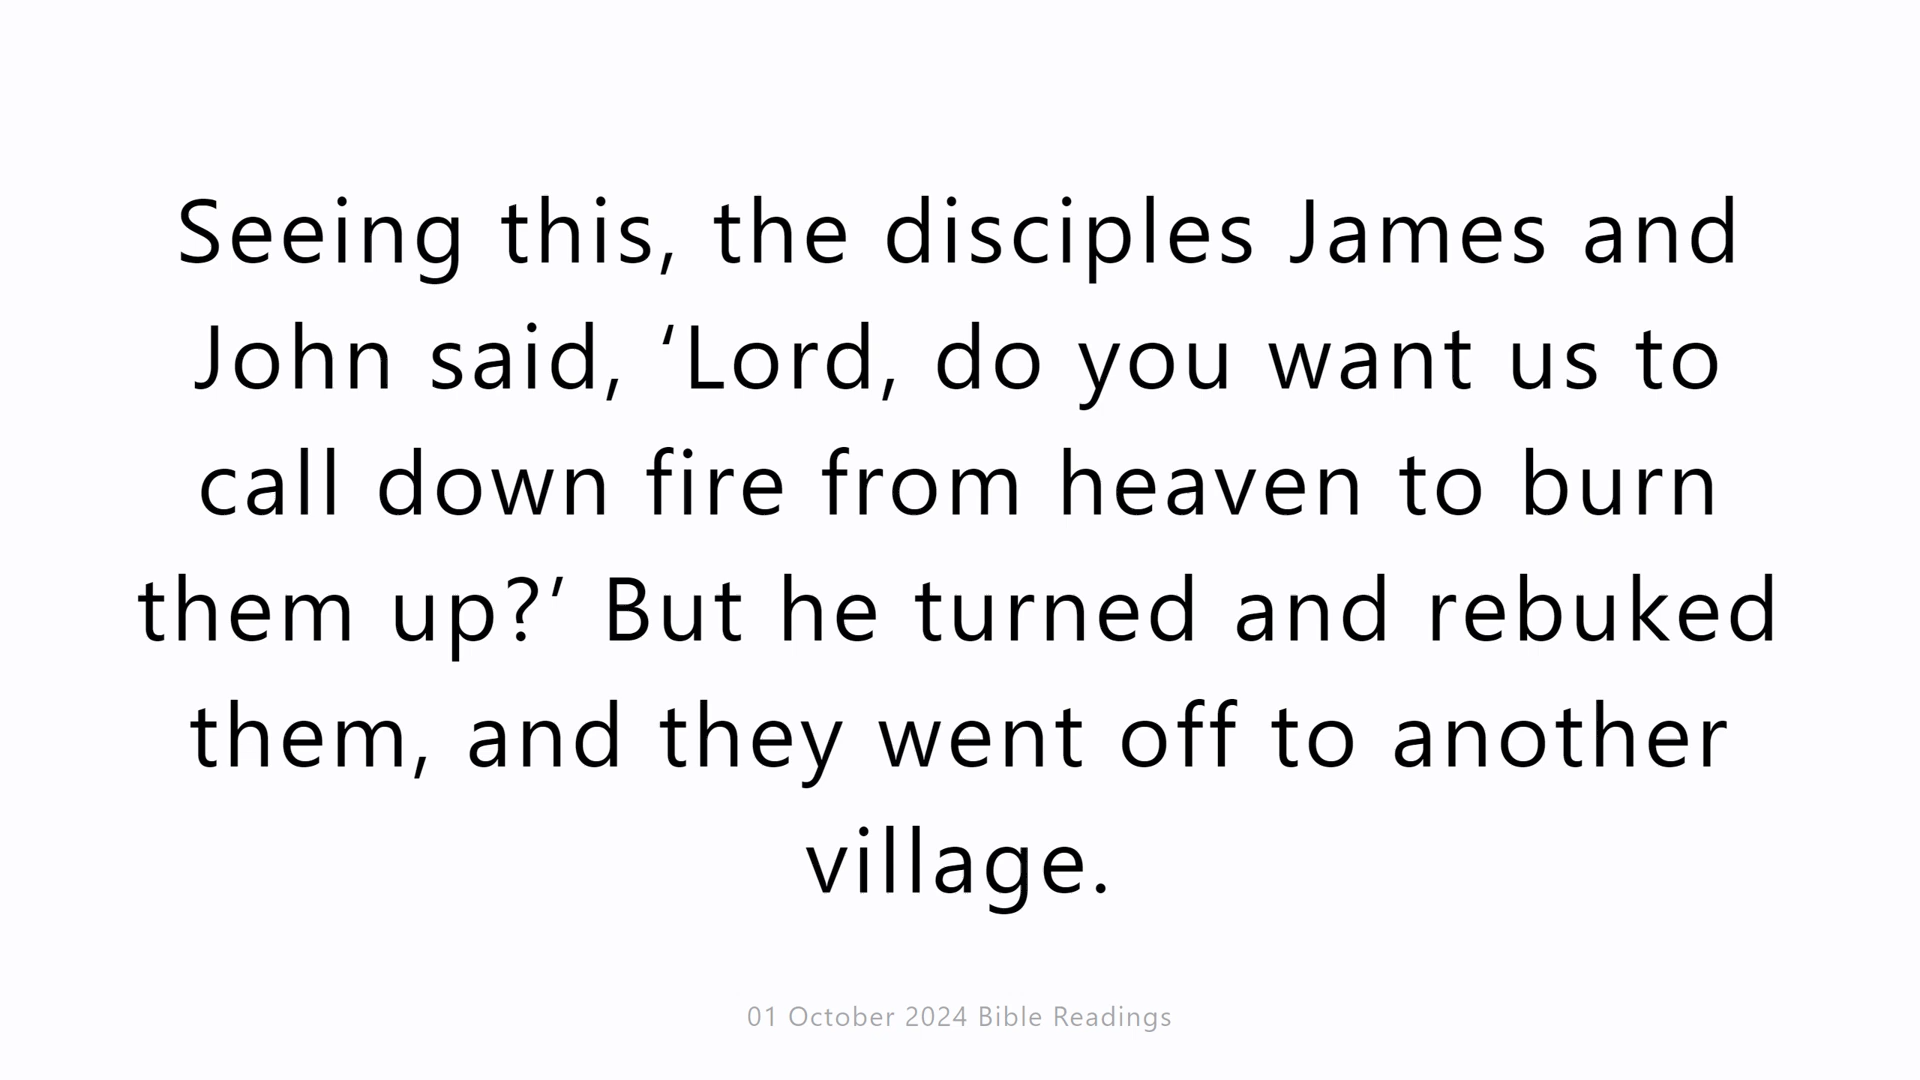 Seeing this, the disciples James and
John said, ‘Lord, do you want us to
call down fire from heaven to burn
them up?’ But he turned and rebuked
them, and they went off to another
village.
01 October 2024 Bible Readings